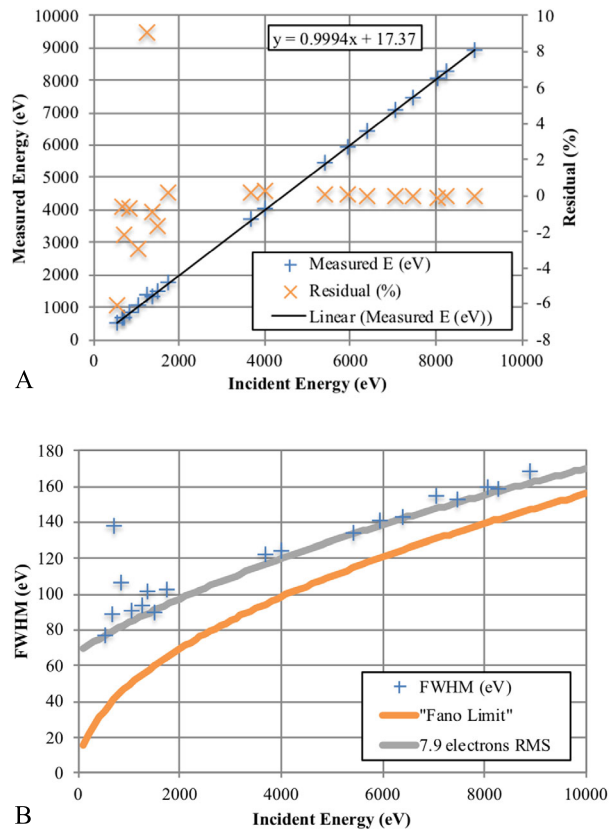 y = 0.9994x + 17.37
10000
9000
8000
7000
6000
5000
4000
3000
2000
1000
0
Measured Energy (eV)
10
8
6
4
2
0
-2
-4
-6
-8
Residual (%)
Measured E (eV)
Residual (%)
Linear (Measured E (eV))
0 2000 4000 6000 8000 10000
Incident Energy (eV)
A
180
160
140
120
100
80
60
40
20
0
FWHM (eV)
FWHM (eV)
"Fano Limit"
7.9 electrons RMS
0 2000 4000 6000 8000 10000
Incident Energy (eV)
B